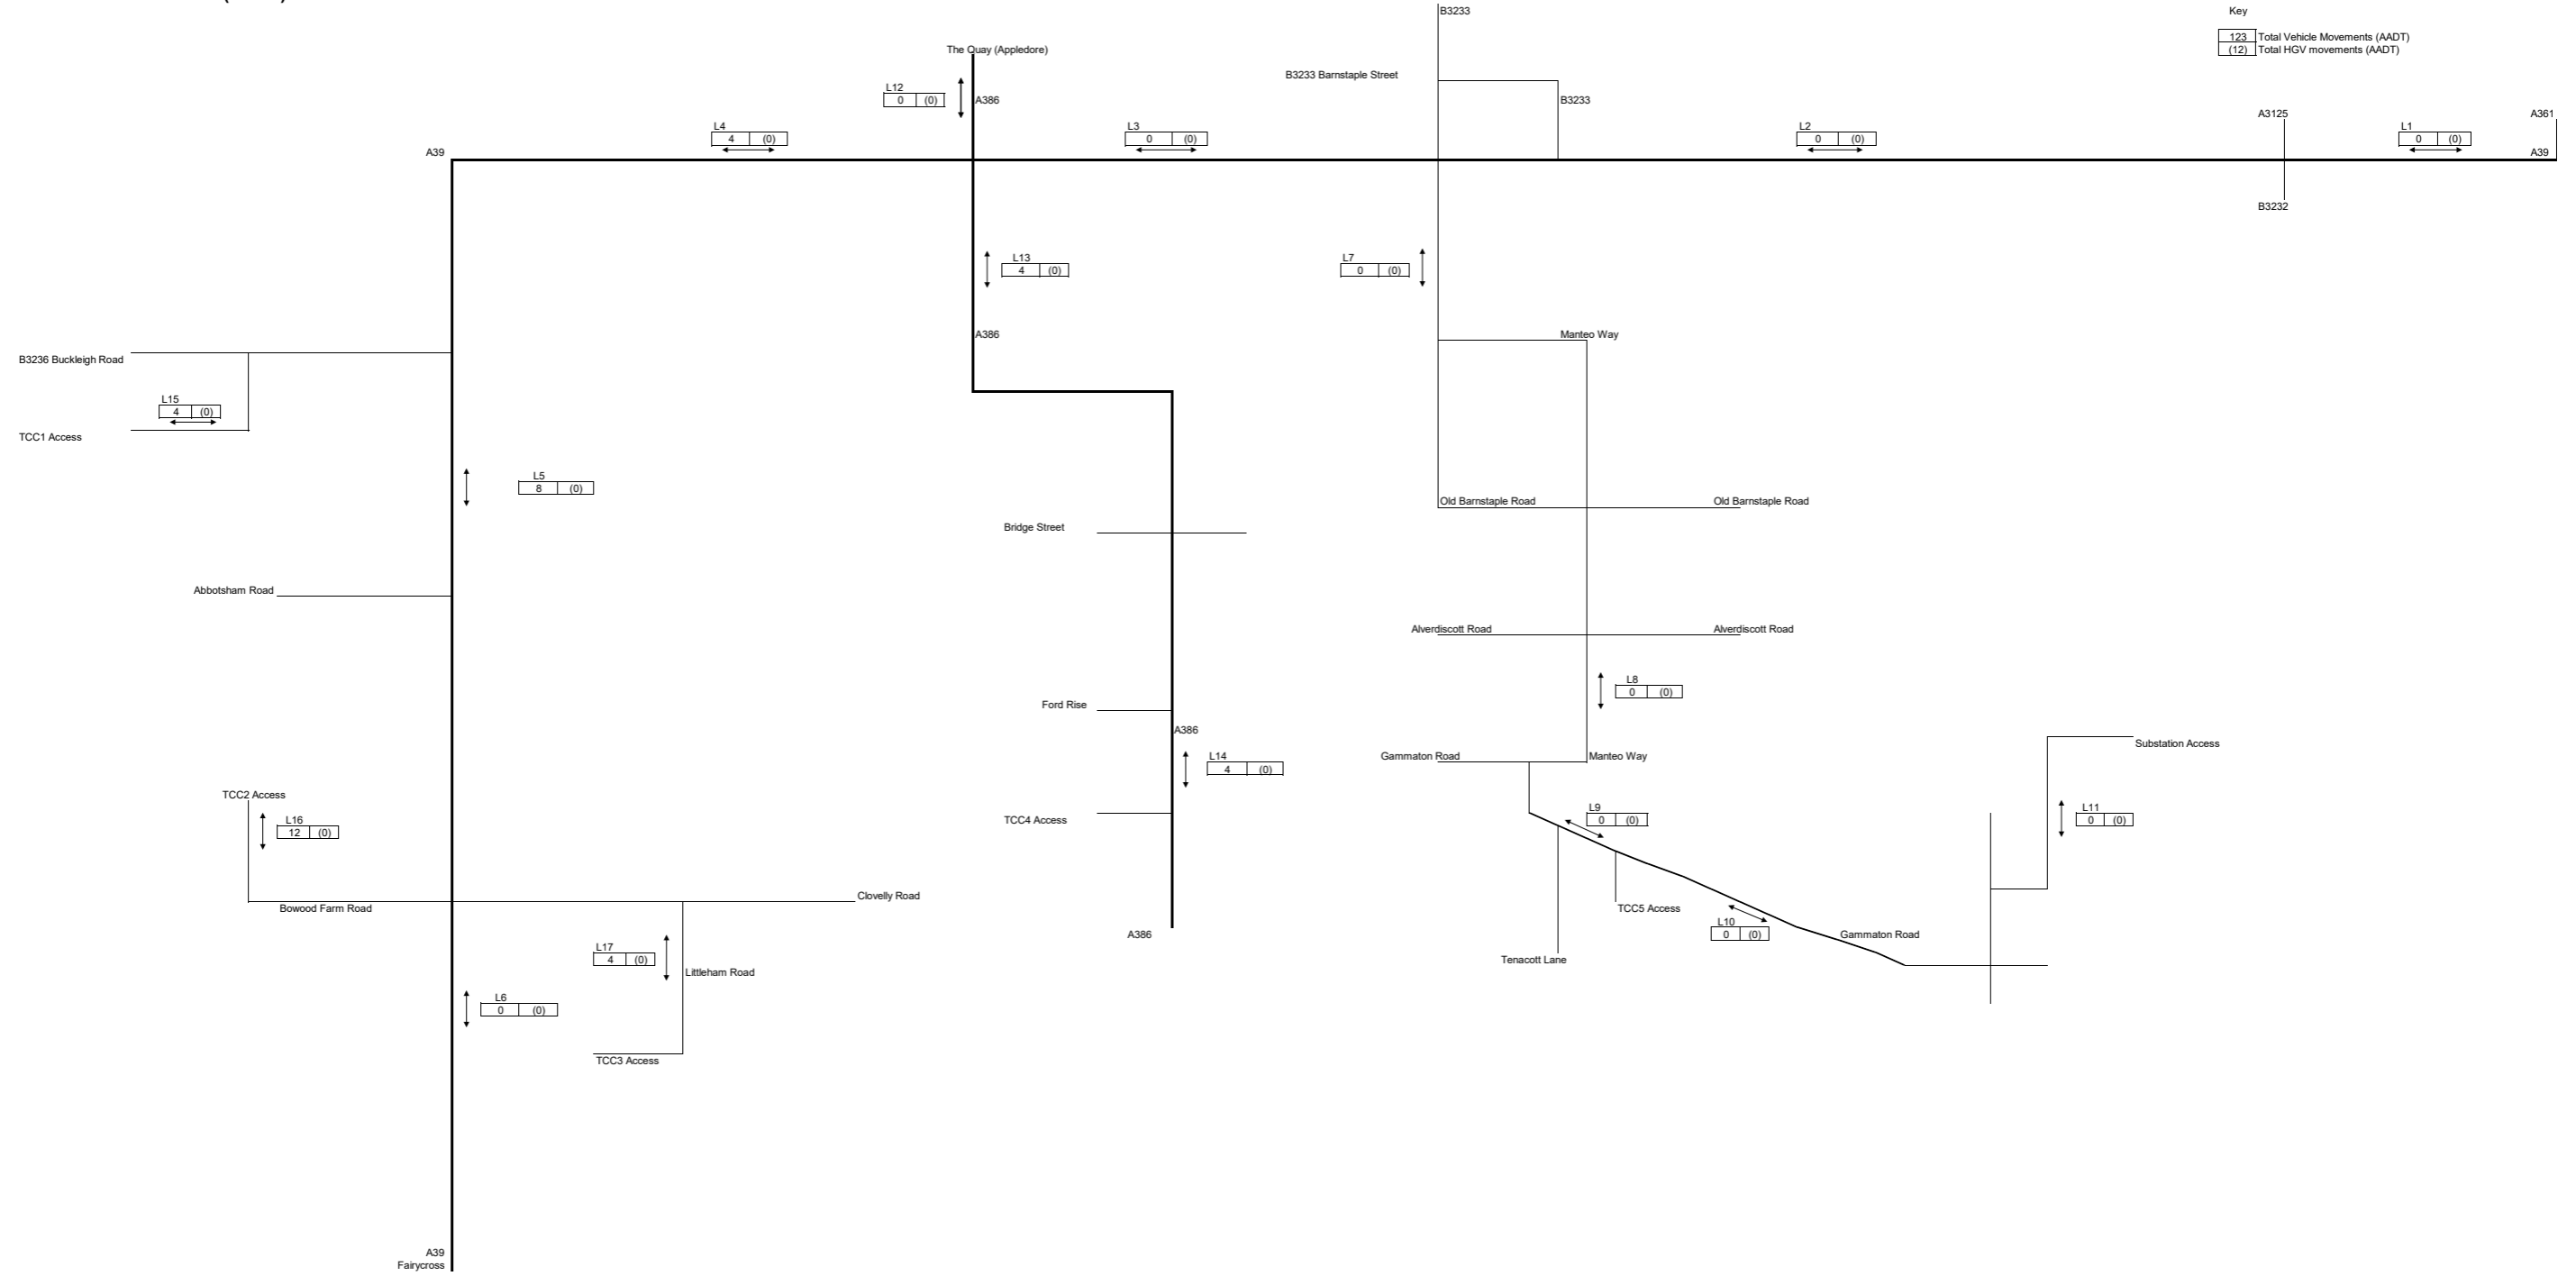 B3233
Key
123 Total Vehicle Movements (AADT)
(12) Total HGV movements (AADT)
The Quay (Appledore)
B3233 Barnstaple Street
L12
0 (0)
A386
B3233
A3125
A361
L4
4 (0)
L3
0 (0)
L2
0 (0)
L1
0 (0)
A39
A39
B3232
L13
4 (0)
L7
0 (0)
A386
Manteo Way
B3236 Buckleigh Road
L15
4 (0)
TCC1 Access
L5
8 (0)
Old Barnstaple Road
Old Barnstaple Road
Bridge Street
Abbotsham Road
Alverdiscott Road
Alverdiscott Road
L8
0 (0)
Ford Rise
A386
L14
4 (0)
Gammaton Road
Manteo Way
Substation Access
TCC2 Access
L16
12 (0)
TCC4 Access
L9
0 (0)
L11
0 (0)
Clovelly Road
Bowood Farm Road
TCC5 Access
L10
0 (0)
Gammaton Road
A386
L17
4 (0)
Littleham Road
Tenacott Lane
L6
0 (0)
TCC3 Access
A39
Fairycross